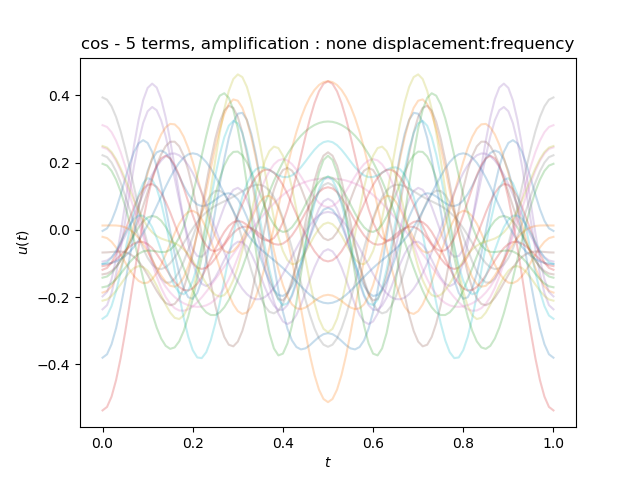 cos - 5 terms, amplification : none displacement:frequency
0.4
0.2
0.0
−0.2
−0.4
u(t)
0.0 0.2 0.4 0.6 0.8 1.0
t